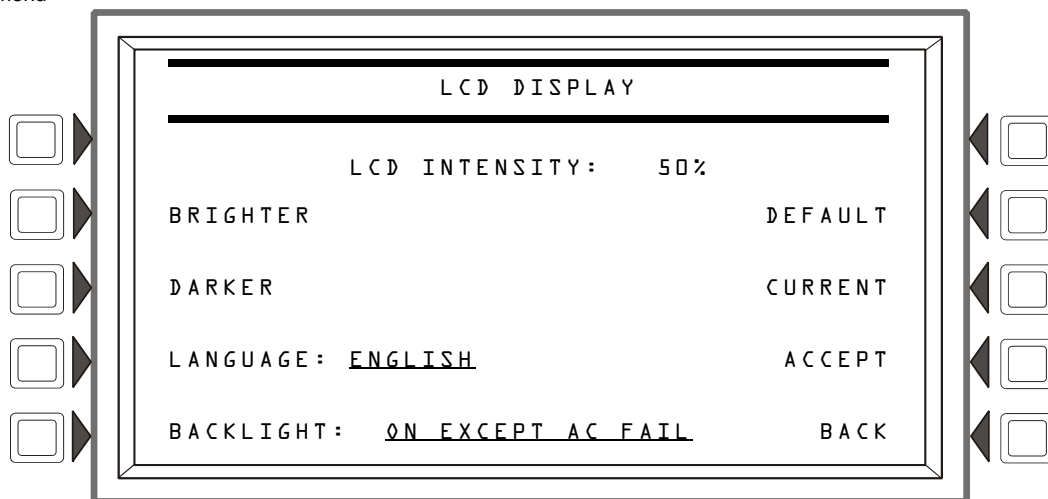 LCD DISPLAY
LCD INTENSITY: 50%
BRIGHTER DEFAULT
DARKER CURRENT
LANGUAGE: ENGLISH ACCEPT
BACKLIGHT: ON EXCEPT AC FAIL BACK